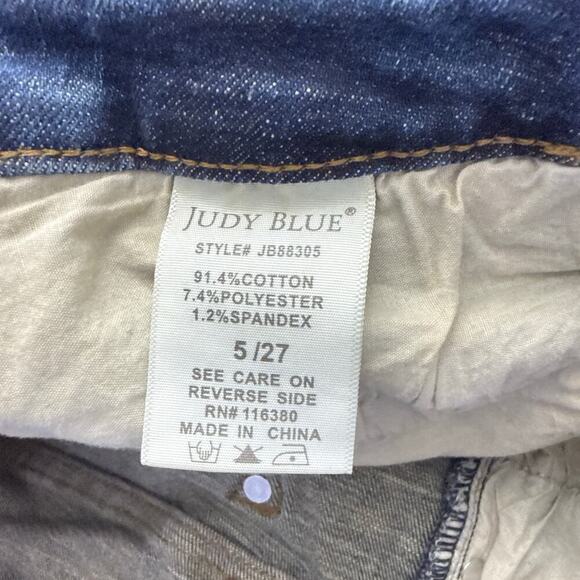 JUDY BLUE®
STYLE# JB88305
91.4%COTTON
7.4%POLYESTER
1.2%SPANDEX
5/27
SEE CARE ON
REVERSE SIDE
RN# 116380
MADE IN CHINA